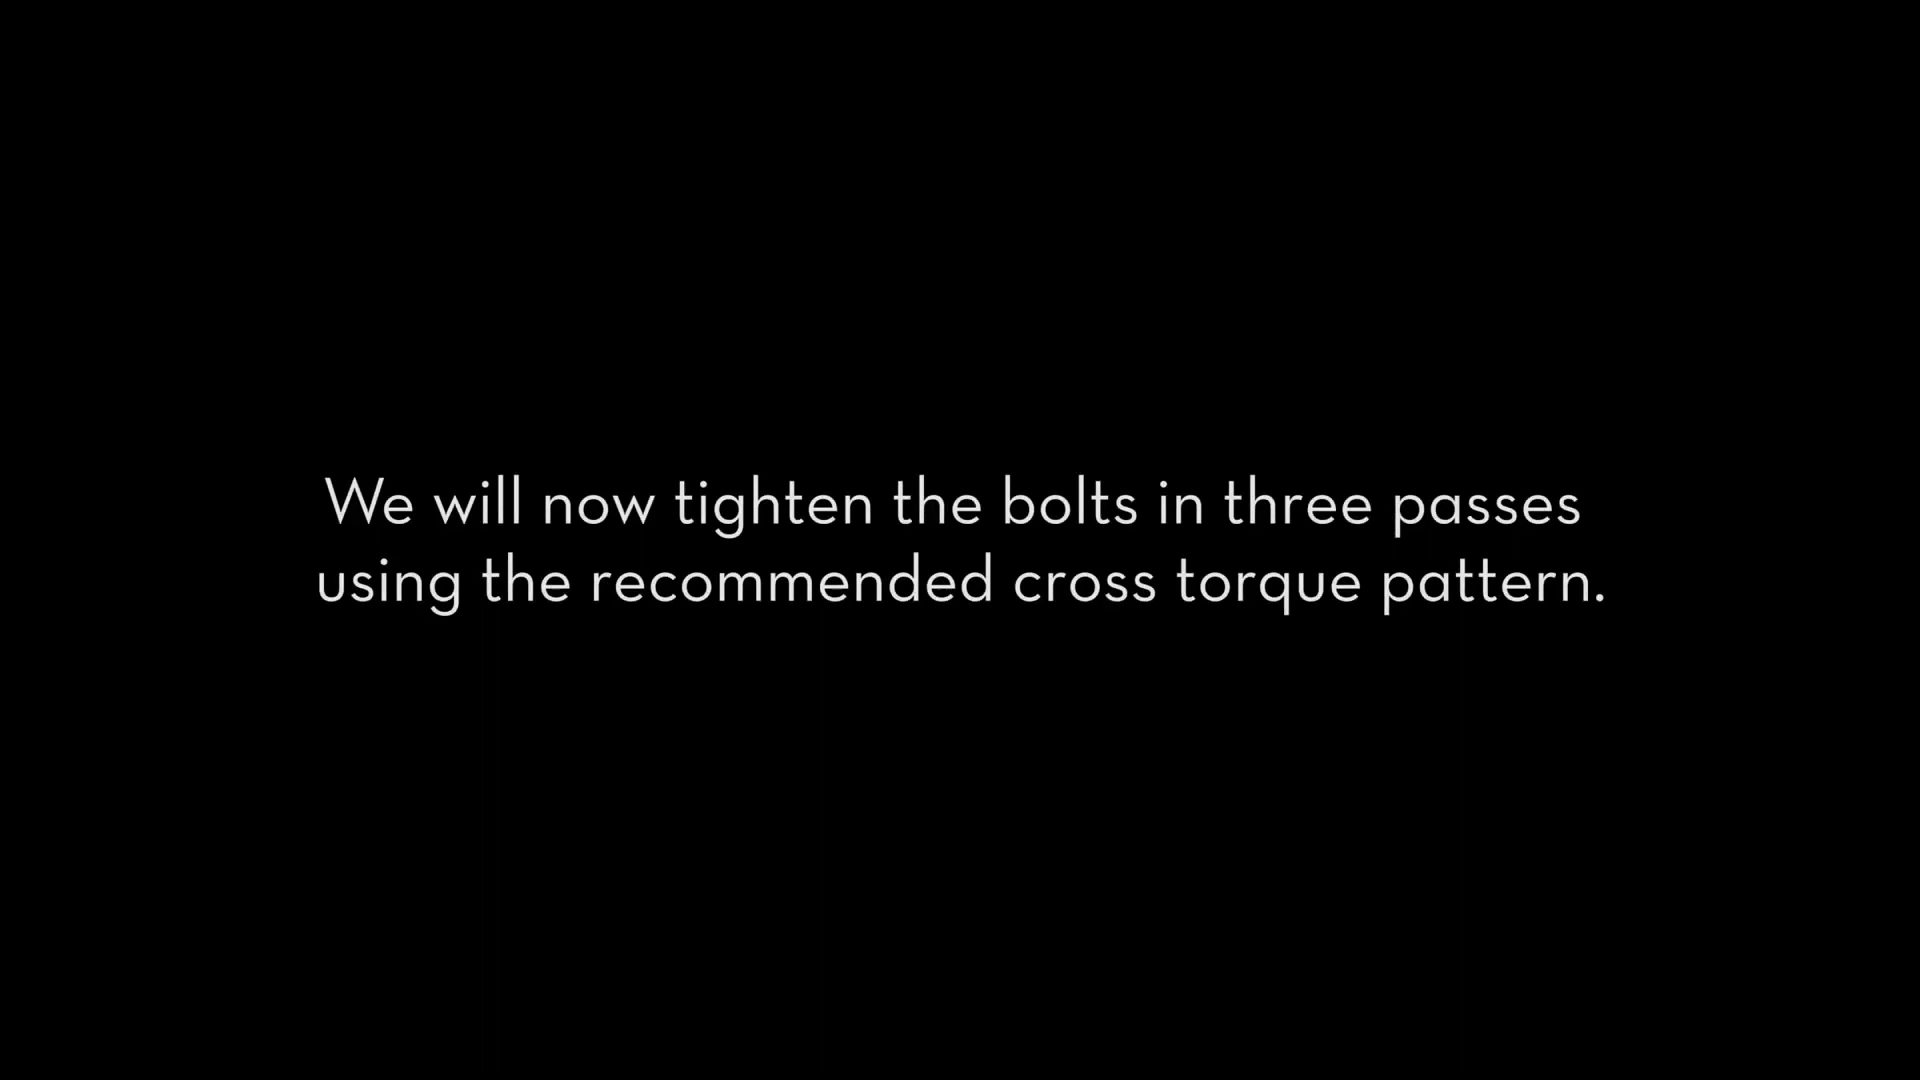 We will now tighten the bolts in three passes
using the recommended cross torque pattern.